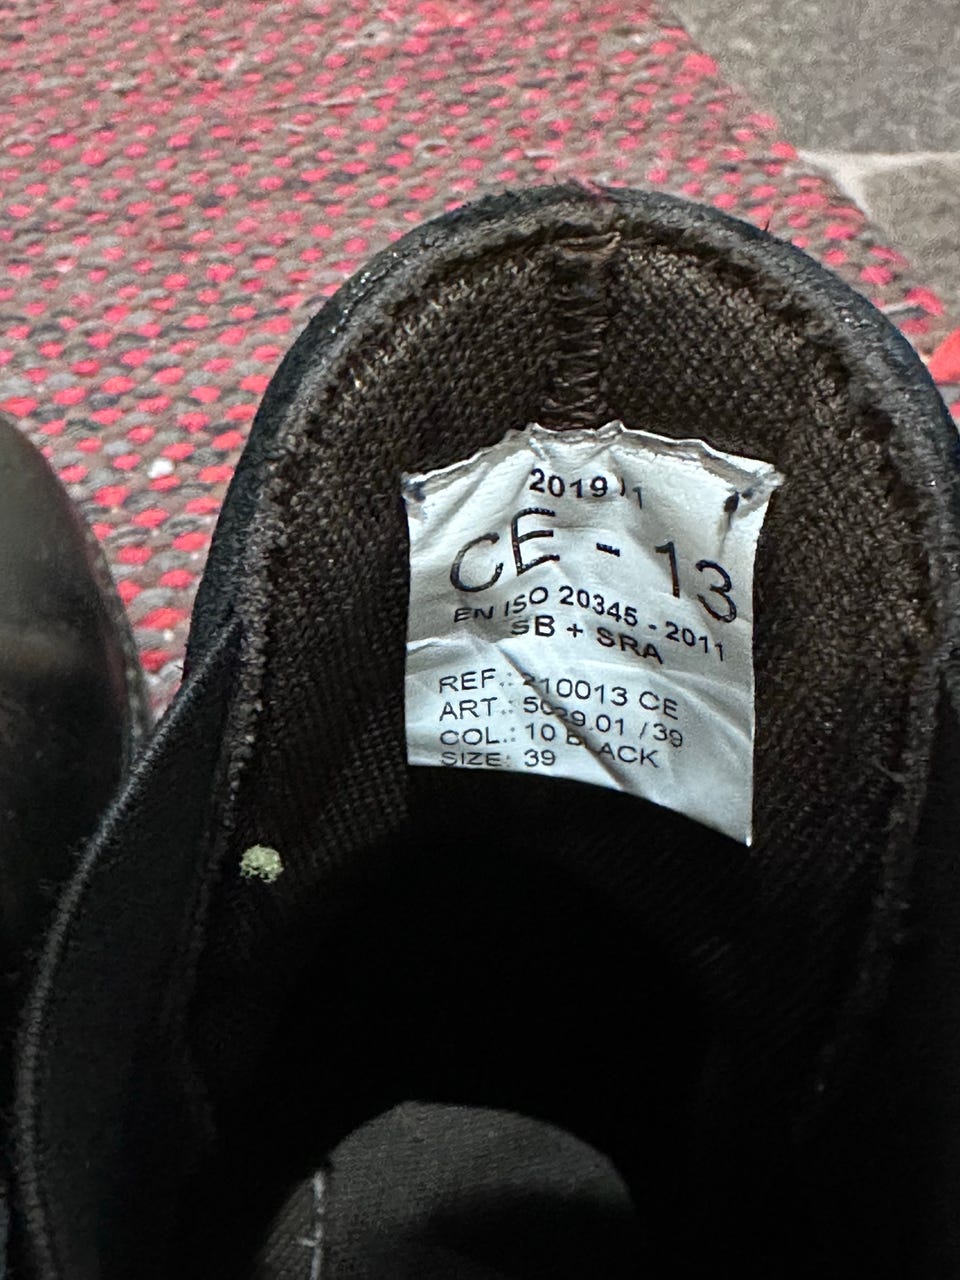 2019
CE - 13
EN ISO 20345 - 2011
SB + SRA
REF.: 210013 CE
ART.: 5029.01 /39
COL.: 10 BLACK
SIZE: 39